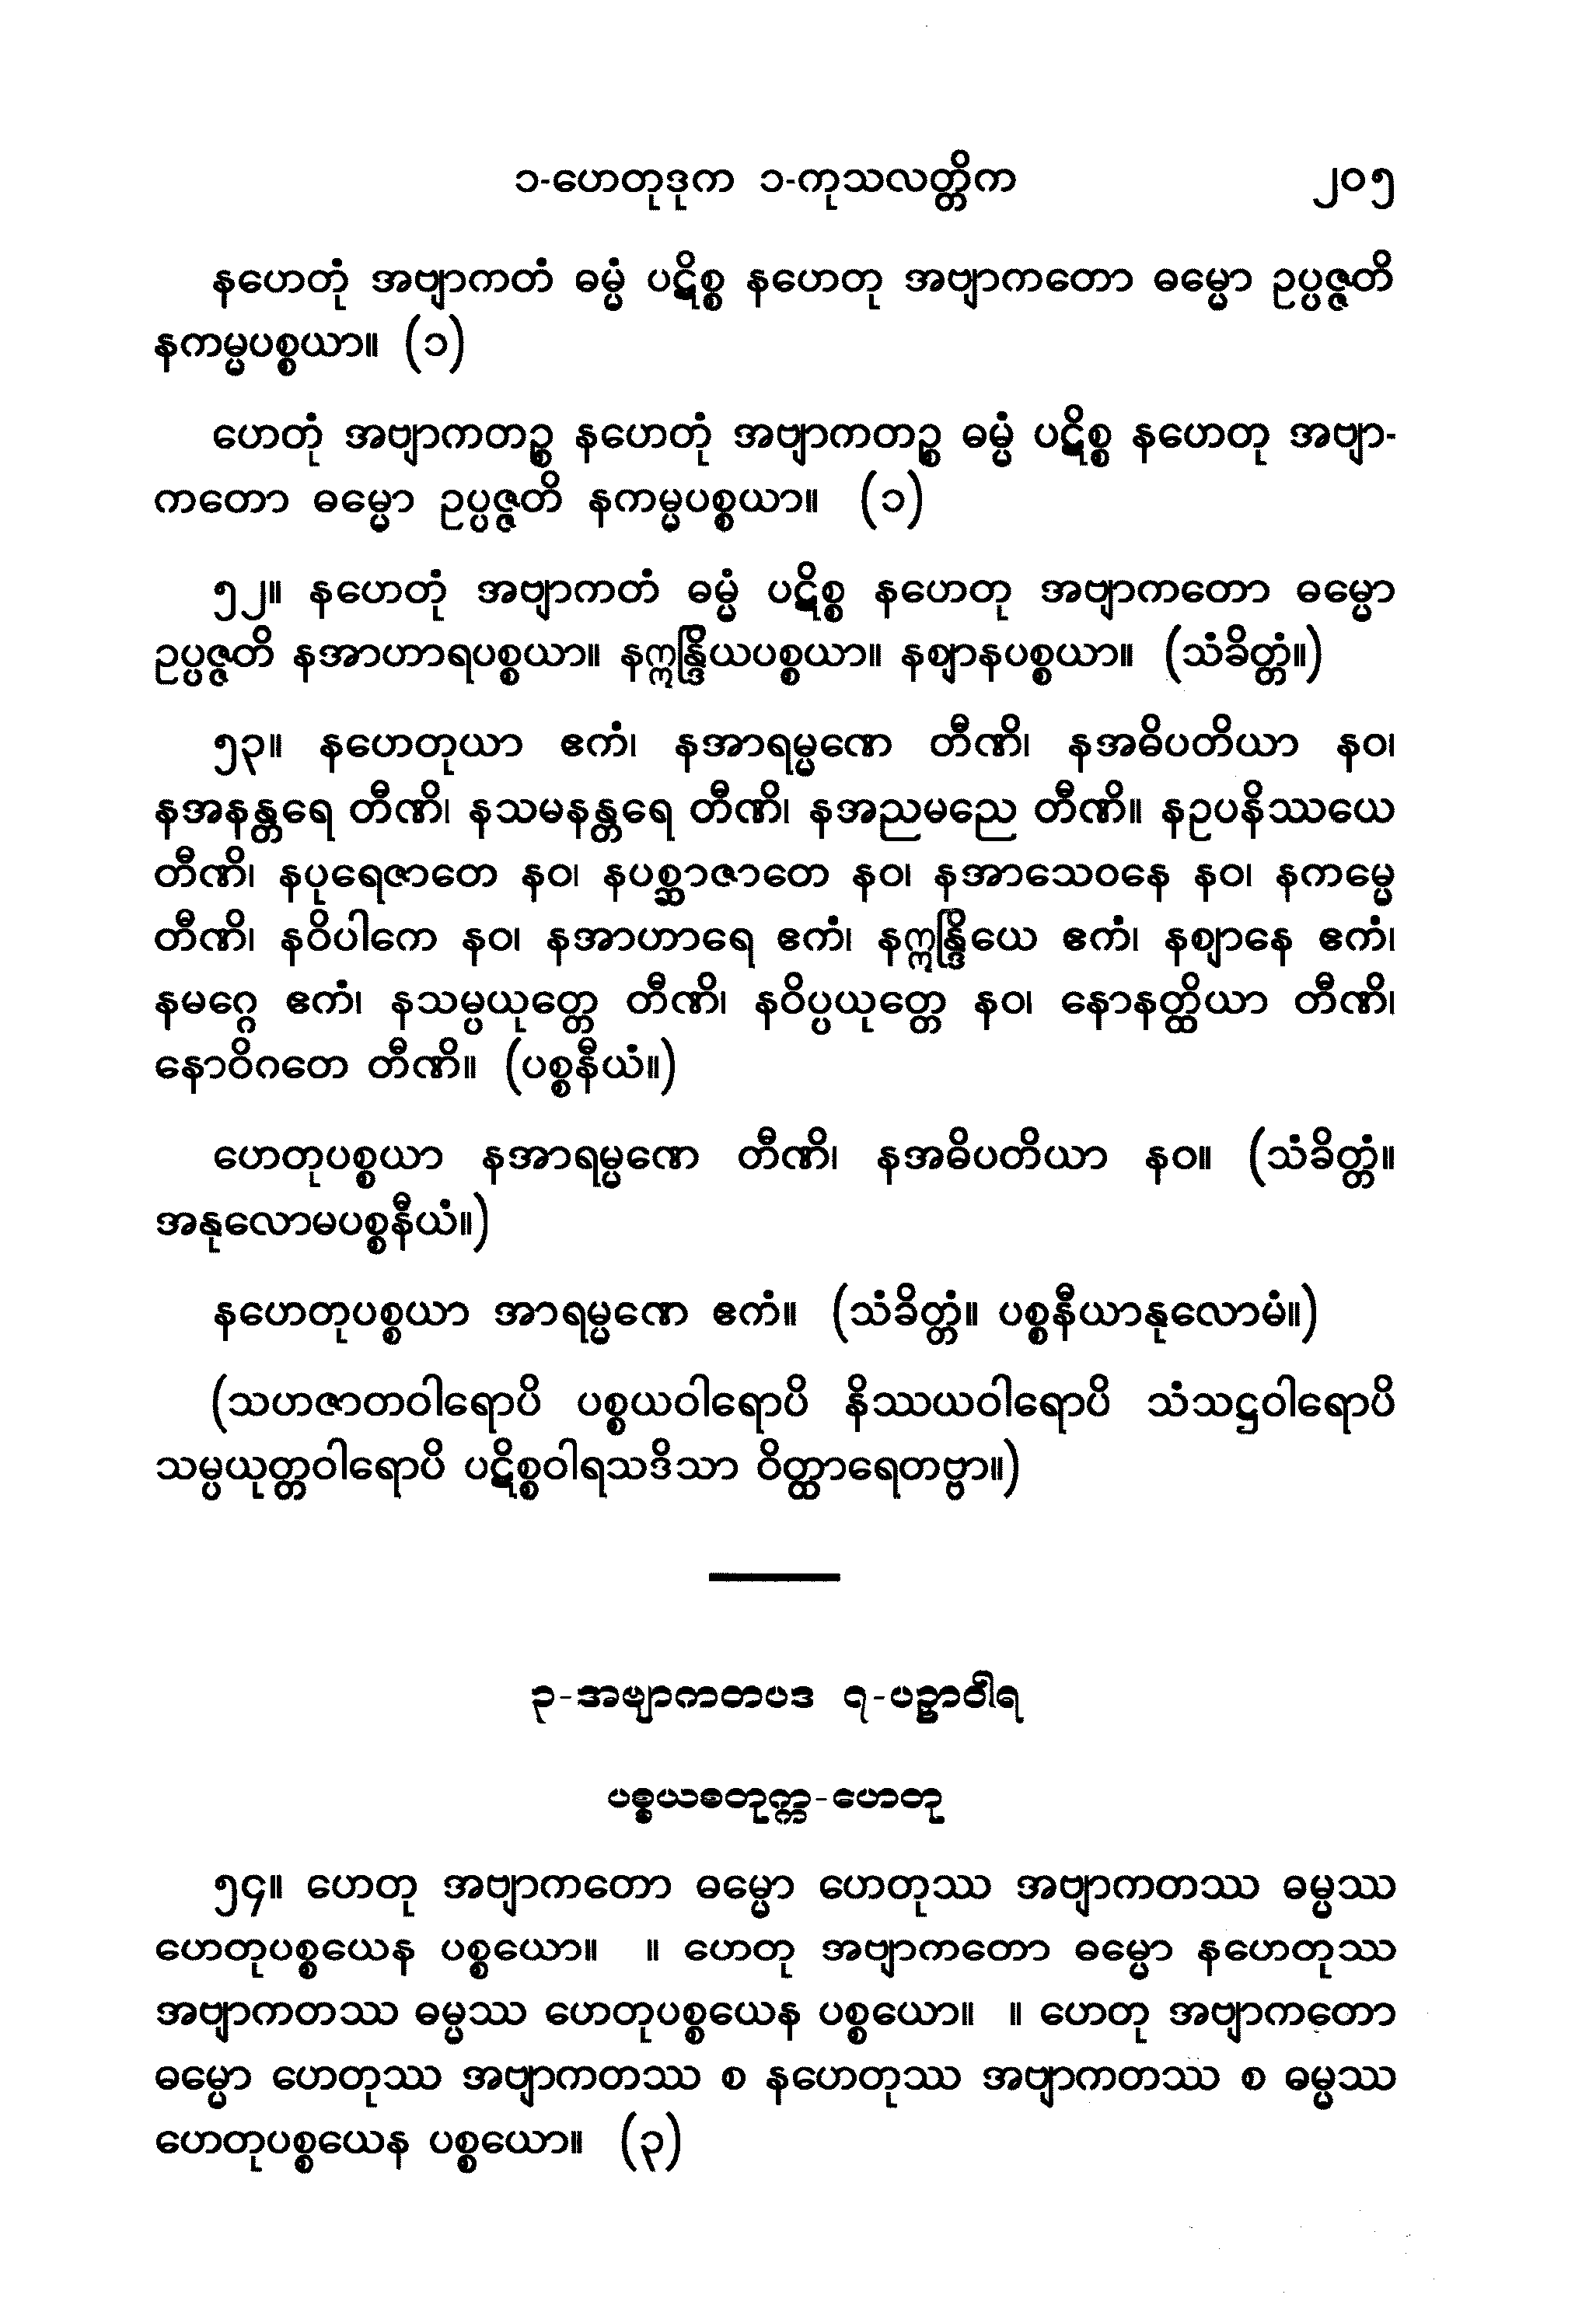 ၁-ဟေတုဒုက ၁-ကုသလတ္တိက ၂၀၅
နဟေတုံ အဗျာကတံ ဓမ္မံ ပဋိစ္စ နဟေတု အဗျာကတော ဓမ္မော ဥပ္ပဇ္ဇတိ
နကမ္မပစ္စယာ။ (၁)
ဟေတုံ အဗျာကတဉ္စ နဟေတုံ အဗျာကတဉ္စ ဓမ္မံ ပဋိစ္စ နဟေတု အဗျာ-
ကတော ဓမ္မော ဥပ္ပဇ္ဇတိ နကမ္မပစ္စယာ။ (၁)
၅၂။ နဟေတုံ အဗျာကတံ ဓမ္မံ ပဋိစ္စ နဟေတု အဗျာကတော ဓမ္မော
ဥပ္ပဇ္ဇတိ နအာဟာရပစ္စယာ။ နဣန္ဒြိယပစ္စယာ။ နဈာနပစ္စယာ။ (သံခိတ္တံ။)
၅၃။ နဟေတုယာ ဧကံ၊ နအာရမ္မဏေ တီဏိ၊ နအဓိပတိယာ နဝ၊
နအနန္တရေ တီဏိ၊ နသမနန္တရေ တီဏိ၊ နအညမညေ တီဏိ။ နဥပနိဿယေ
တီဏိ၊ နပုရေဇာတေ နဝ၊ နပစ္ဆာဇာတေ နဝ၊ နအာသေဝနေ နဝ၊ နကမ္မေ
တီဏိ၊ နဝိပါကေ နဝ၊ နအာဟာရေ ဧကံ၊ နဣန္ဒြိယေ ဧကံ၊ နဈာနေ ဧကံ၊
နမဂ္ဂေ ဧကံ၊ နသမ္ပယုတ္တေ တီဏိ၊ နဝိပ္ပယုတ္တေ နဝ၊ နောနတ္ထိယာ တီဏိ၊
နောဝိဂတေ တီဏိ။ (ပစ္စနီယံ။)
ဟေတုပစ္စယာ နအာရမ္မဏေ တီဏိ၊ နအဓိပတိယာ နဝ။ (သံခိတ္တံ။
အနုလောမပစ္စနီယံ။)
နဟေတုပစ္စယာ အာရမ္မဏေ ဧကံ။ (သံခိတ္တံ။ ပစ္စနီယာနုလောမံ။)
(သဟဇာတဝါရောပိ ပစ္စယဝါရောပိ နိဿယဝါရောပိ သံသဋ္ဌဝါရောပိ
သမ္ပယုတ္တဝါရောပိ ပဋိစ္စဝါရသဒိသာ ဝိတ္ထာရေတဗ္ဗာ။)
၃-အဗျာကတပဒ ၇-ပဉှာဝါရ
ပစ္စယစတုက္က-ဟေတု
၅၄။ ဟေတု အဗျာကတော ဓမ္မော ဟေတုဿ အဗျာကတဿ ဓမ္မဿ
ဟေတုပစ္စယေန ပစ္စယော။ ။ ဟေတု အဗျာကတော ဓမ္မော နဟေတုဿ
အဗျာကတဿ ဓမ္မဿ ဟေတုပစ္စယေန ပစ္စယော။ ။ ဟေတု အဗျာကတော
ဓမ္မော ဟေတုဿ အဗျာကတဿ စ နဟေတုဿ အဗျာကတဿ စ ဓမ္မဿ
ဟေတုပစ္စယေန ပစ္စယော။ (၃)